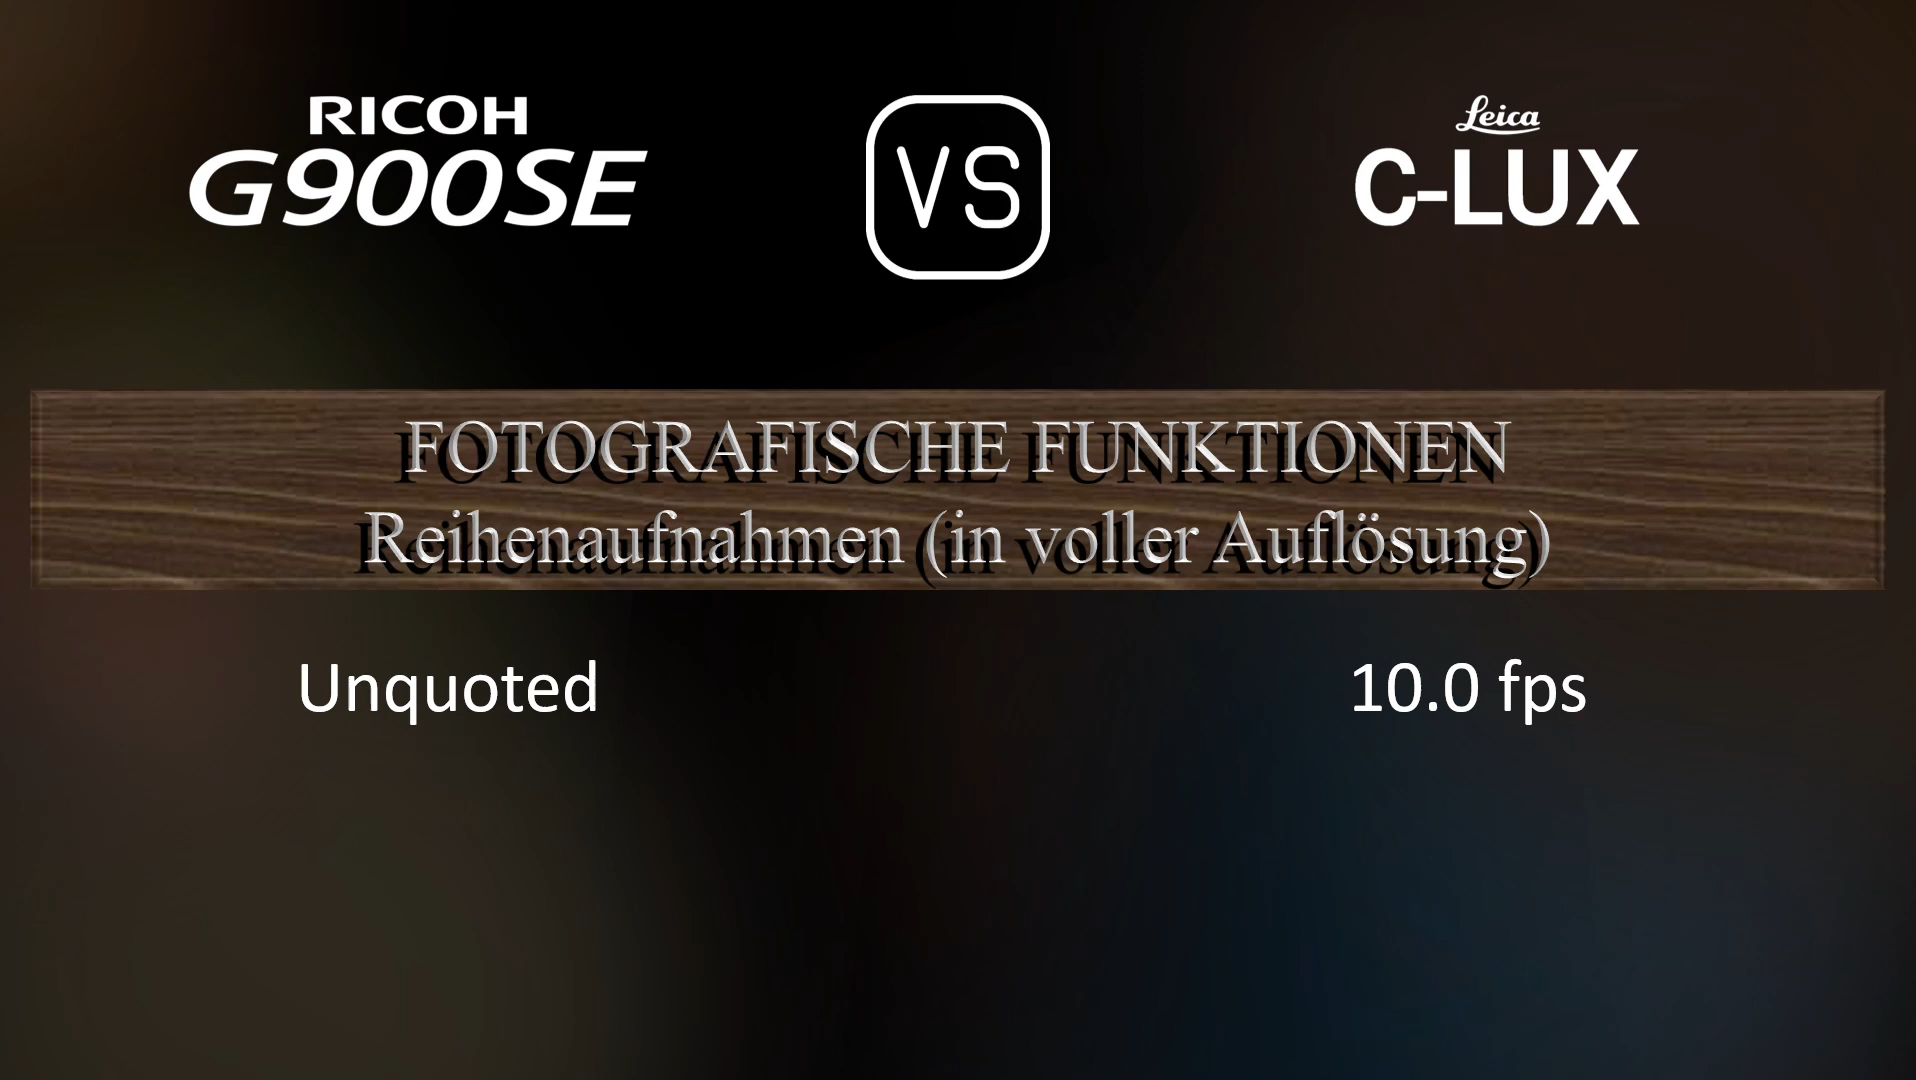 RICOH
G900SE
VS
Leica
C-LUX
FOTOGRAFISCHE FUNKTIONEN
Reihenaufnahmen (in voller Auflösung)
Unquoted
10.0 fps